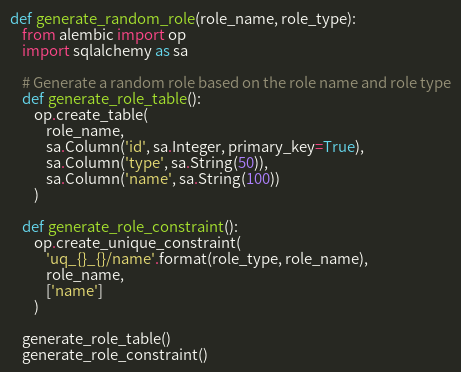 def generate_random_role(role_name, role_type):
    from alembic import op
    import sqlalchemy as sa

    # Generate a random role based on the role name and role type
    def generate_role_table():
        op.create_table(
            role_name,
            sa.Column('id', sa.Integer, primary_key=True),
            sa.Column('type', sa.String(50)),
            sa.Column('name', sa.String(100))
        )

    def generate_role_constraint():
        op.create_unique_constraint(
            'uq_{}_{}/name'.format(role_type, role_name),
            role_name,
            ['name']
        )

    generate_role_table()
    generate_role_constraint()